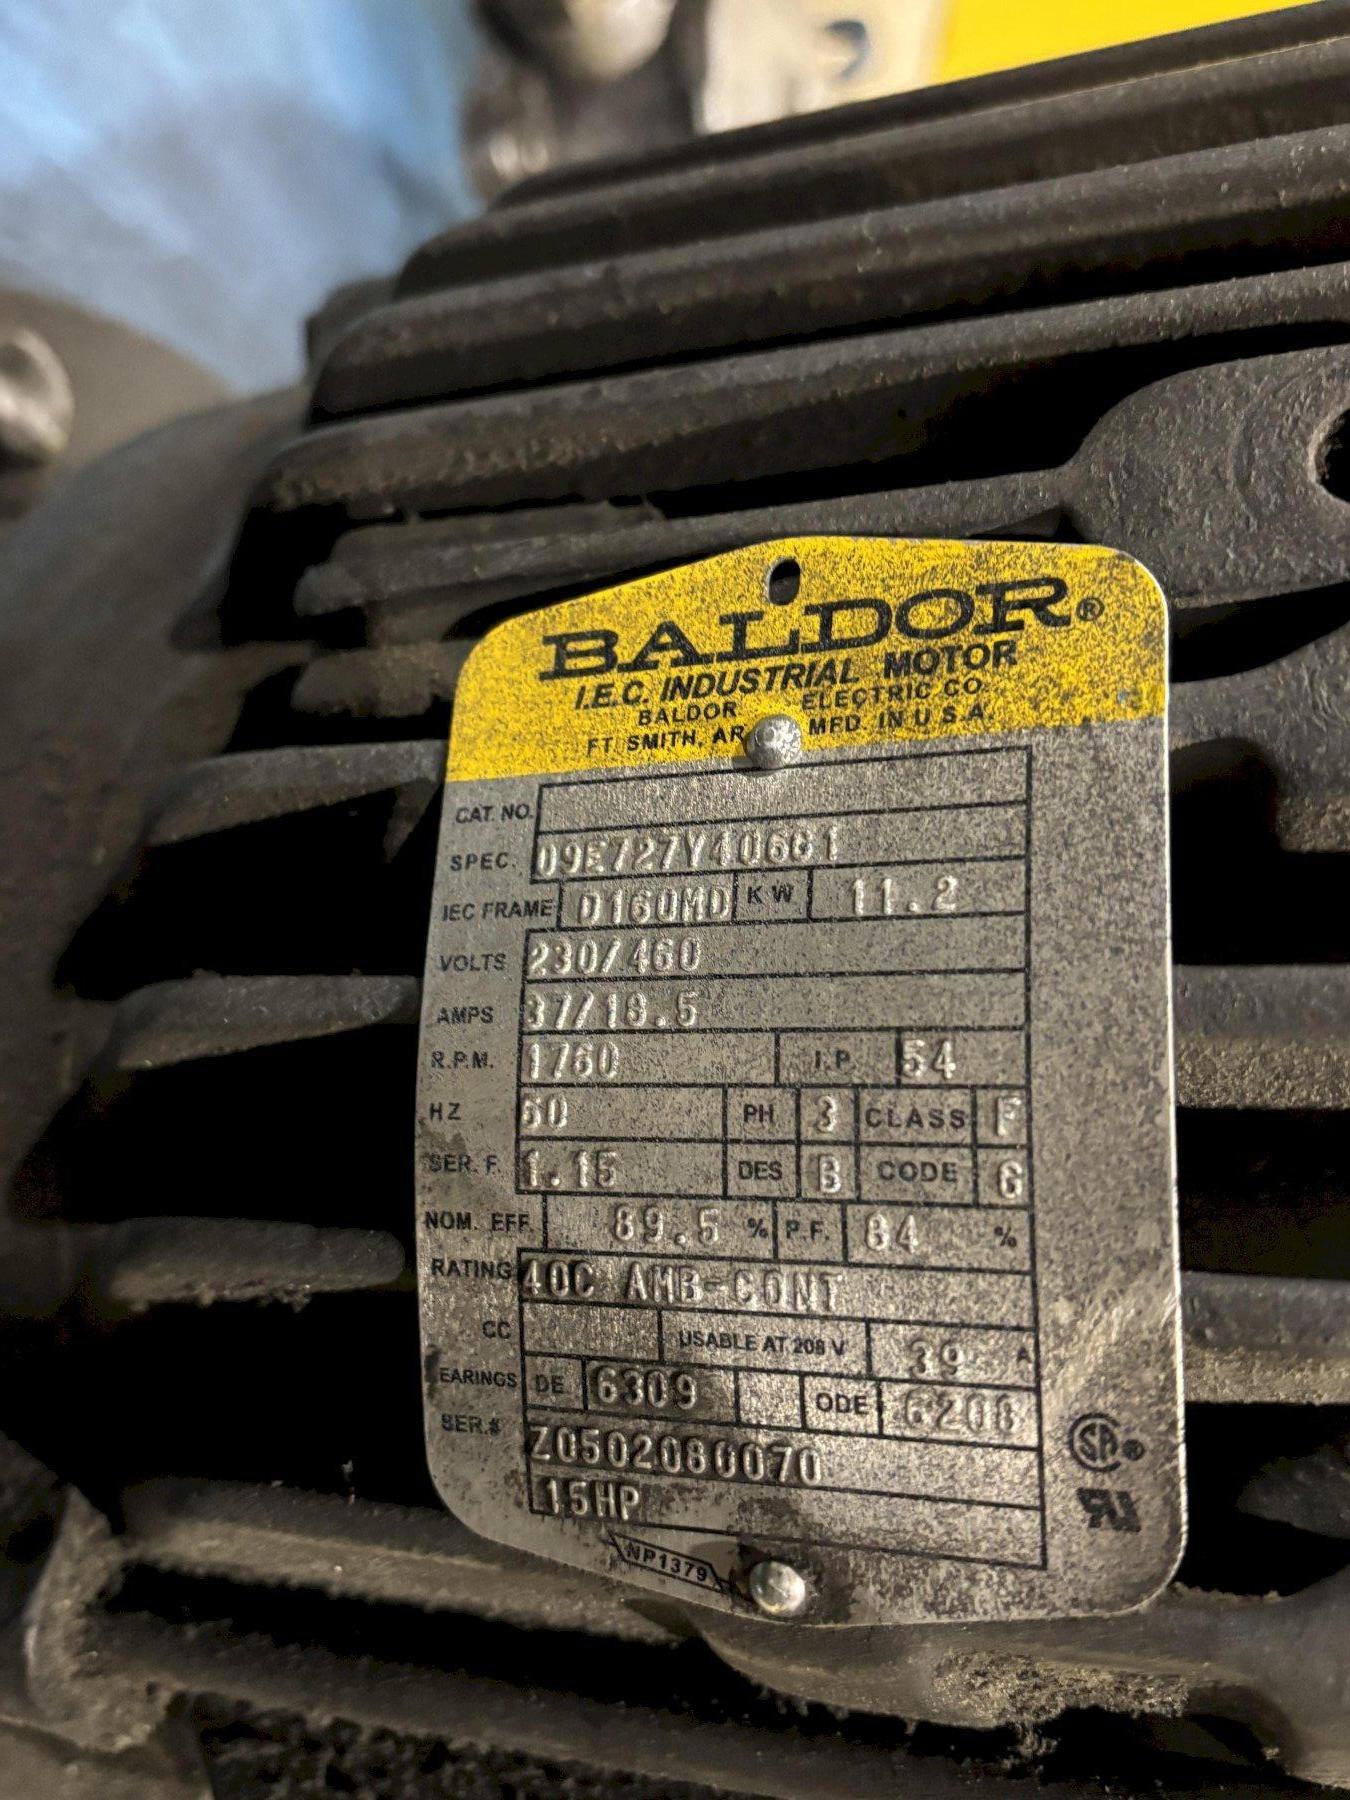 BALDOR®
I.E.C. INDUSTRIAL MOTOR
BALDOR ELECTRIC CO.
FT. SMITH, AR MFD. IN U.S.A.
CAT. NO.
SPEC. 09E727Y406G1
IEC FRAME D160MD KW 11.2
VOLTS 230/460
AMPS 37/18.5
R.P.M. 1760 I.P. 54
HZ 60 PH 3 CLASS F
SER. F. 1.15 DES B CODE G
NOM. EFF. 89.5 % P.F. 84 %
RATING 40C AMB-CONT
CC USABLE AT 208 V 39 A
EARINGS DE 6309 ODE 6208
SER.# Z0502080070
15HP
NP1379